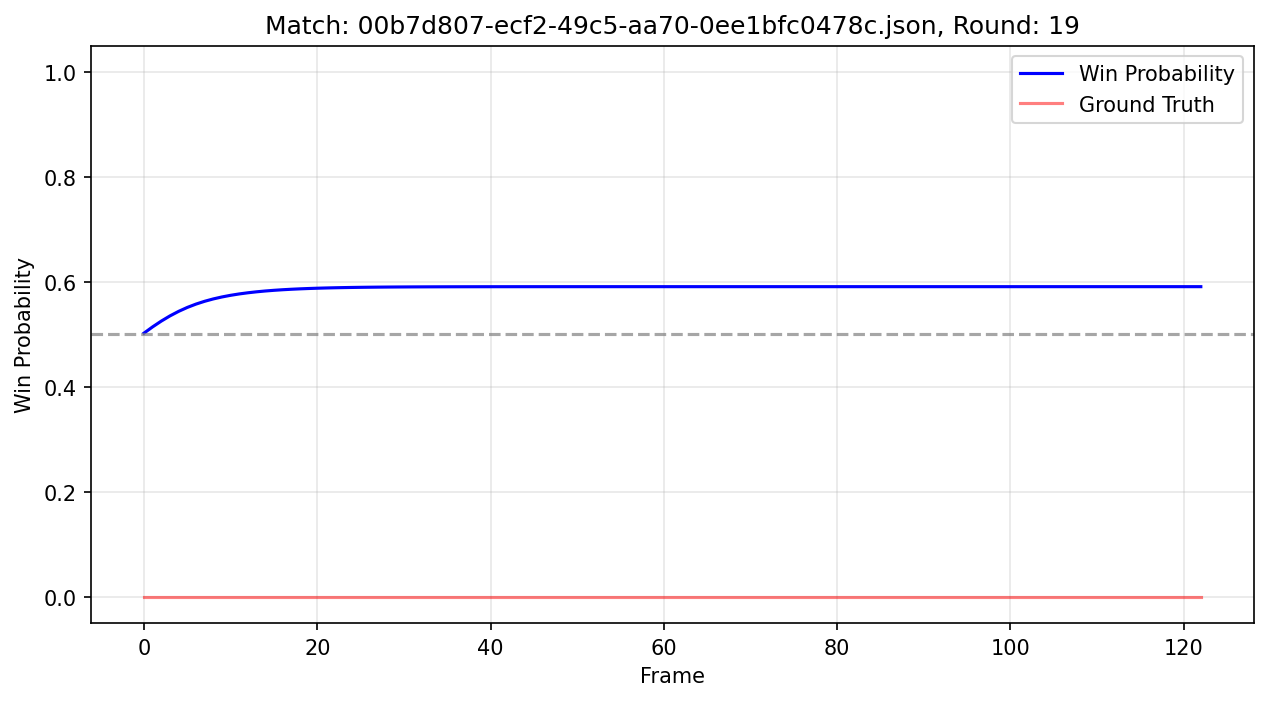 Match: 00b7d807-ecf2-49c5-aa70-0ee1bfc0478c.json, Round: 19
Win Probability
Ground Truth
Win Probability
1.0
0.8
0.6
0.4
0.2
0.0
0 20 40 60 80 100 120
Frame